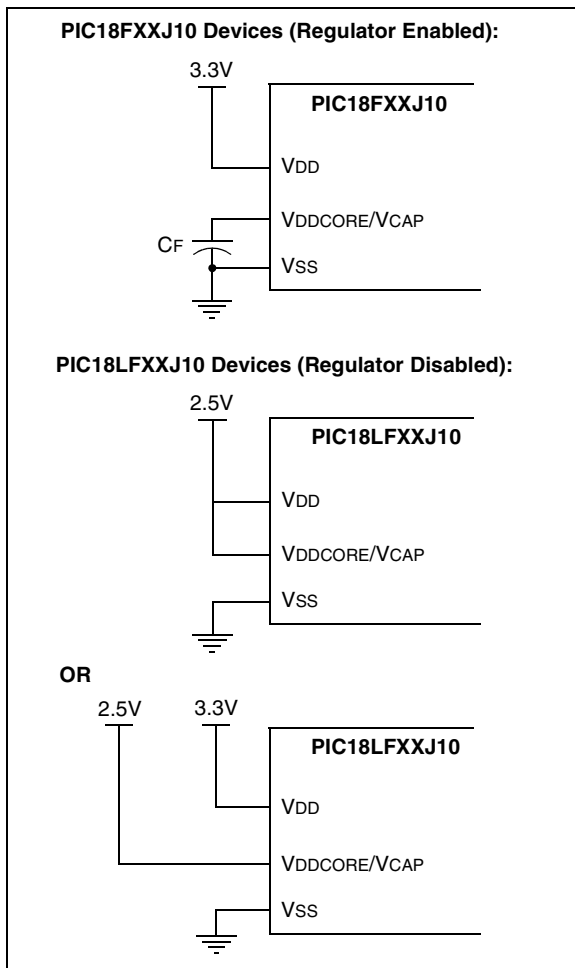 PIC18FXXJ10 Devices (Regulator Enabled):
3.3V
PIC18FXXJ10
VDD
VDDCORE/VCAP
CF
VSS
PIC18LFXXJ10 Devices (Regulator Disabled):
2.5V
PIC18LFXXJ10
VDD
VDDCORE/VCAP
VSS
OR
2.5V 3.3V
PIC18LFXXJ10
VDD
VDDCORE/VCAP
VSS